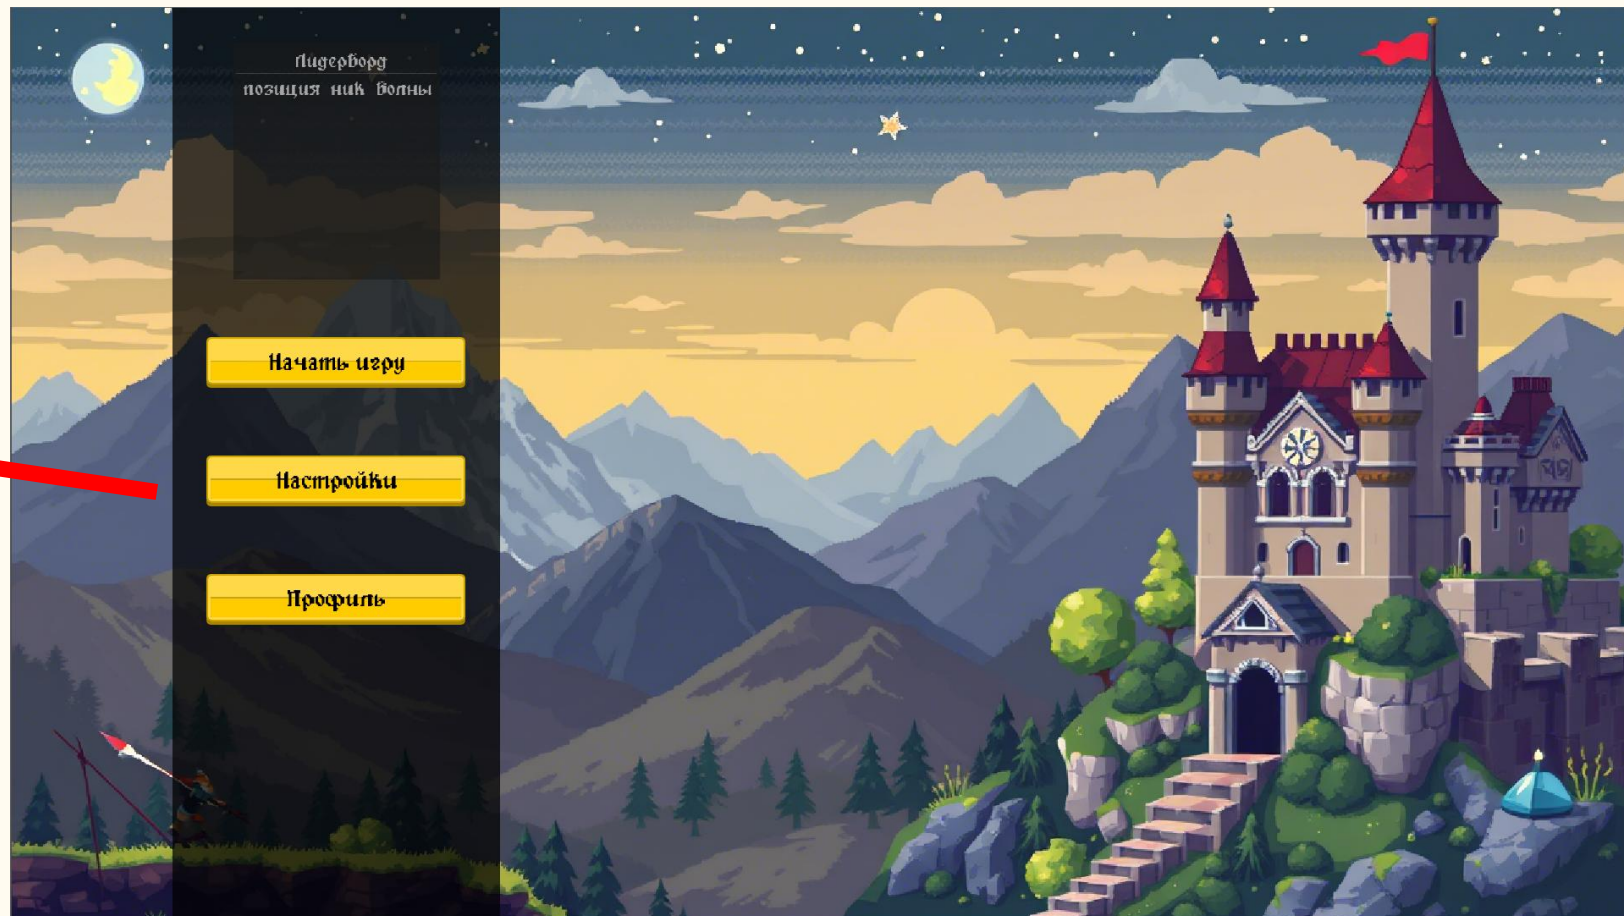 Лидерборд
позиция ник волны
Начать игру
Настройки
Профиль